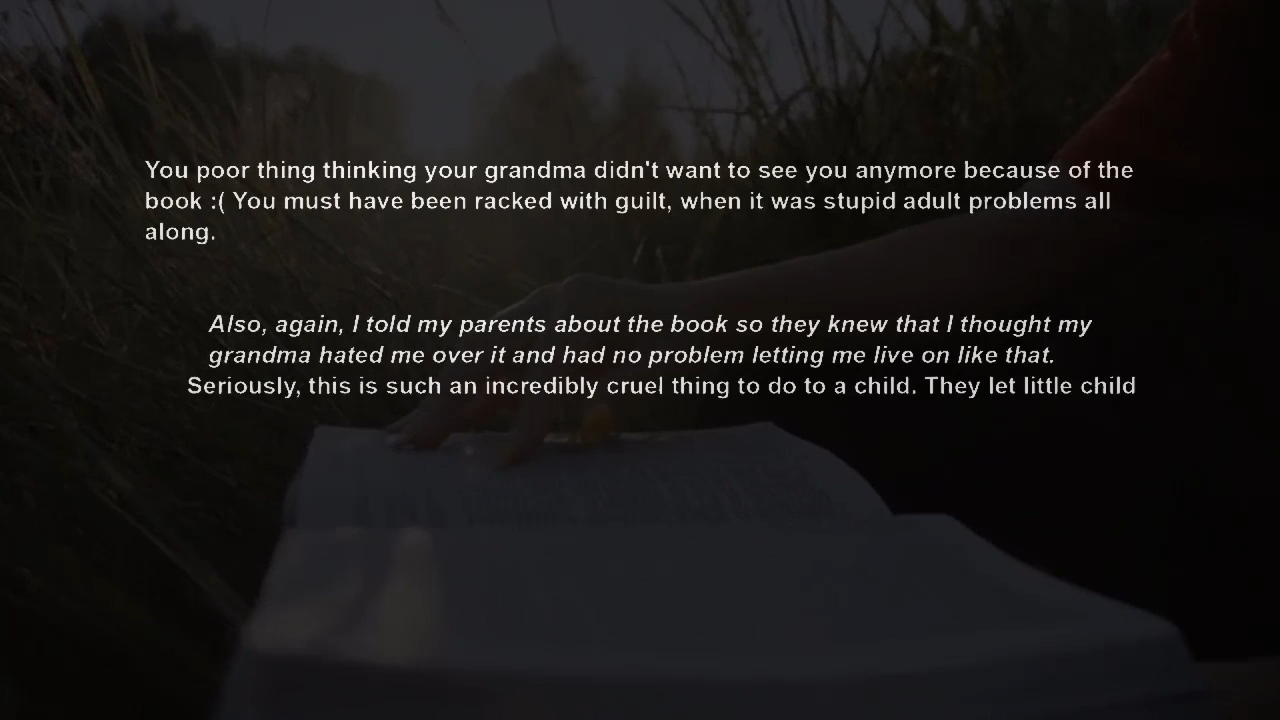 You poor thing thinking your grandma didn't want to see you anymore because of the
book :( You must have been racked with guilt, when it was stupid adult problems all
along.
Also, again, I told my parents about the book so they knew that I thought my
grandma hated me over it and had no problem letting me live on like that.
Seriously, this is such an incredibly cruel thing to do to a child. They let little child